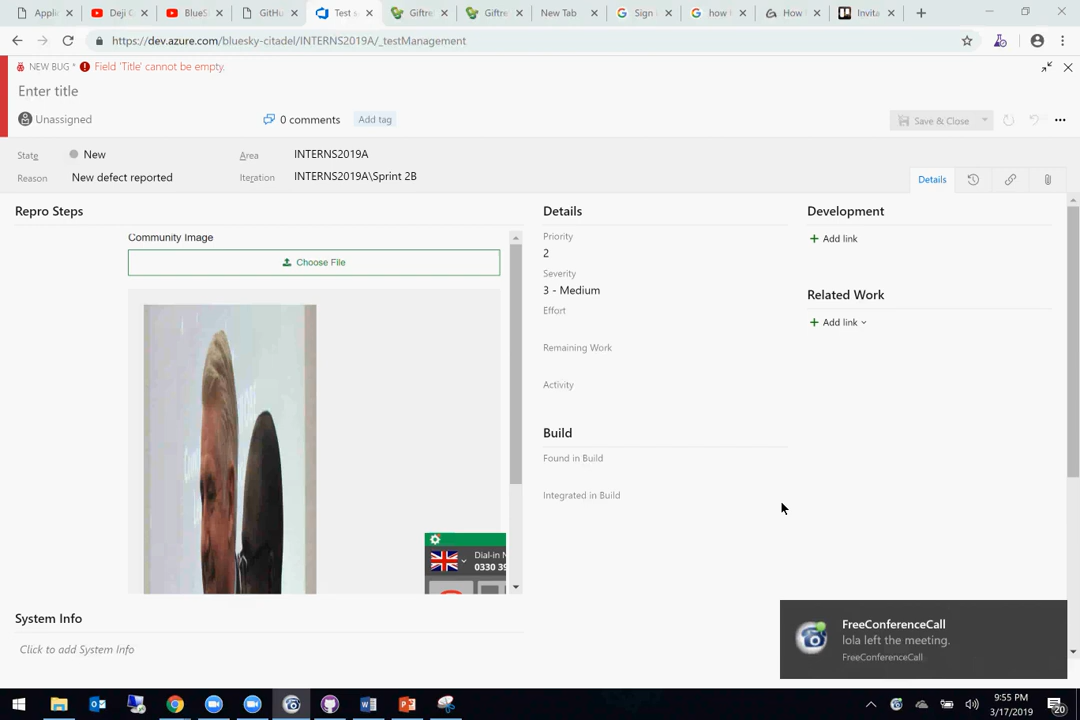 Appli
Deji C
BlueS
GitHu
Test s
Giftre
Giftre
New Tab
Sign
how t
How
Invita
https://dev.azure.com/bluesky-citadel/INTERNS2019A/_testManagement
NEW BUG * Field 'Title' cannot be empty.
Enter title
Unassigned
0 comments
Add tag
Save & Close
State New
Area INTERNS2019A
Reason New defect reported
Iteration INTERNS2019A\Sprint 2B
Details
Repro Steps
Community Image
Choose File
Dial-in N
0330 39
System Info
Click to add System Info
Details
Priority
2
Severity
3 - Medium
Effort
Remaining Work
Activity
Build
Found in Build
Integrated in Build
Development
Add link
Related Work
Add link
FreeConferenceCall
lola left the meeting.
FreeConferenceCall
9:55 PM
3/17/2019
20